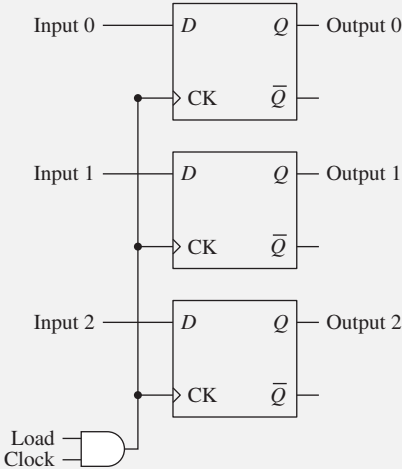 Input 0 D Q Output 0
CK Q̅
Input 1 D Q Output 1
CK Q̅
Input 2 D Q Output 2
CK Q̅
Load
Clock